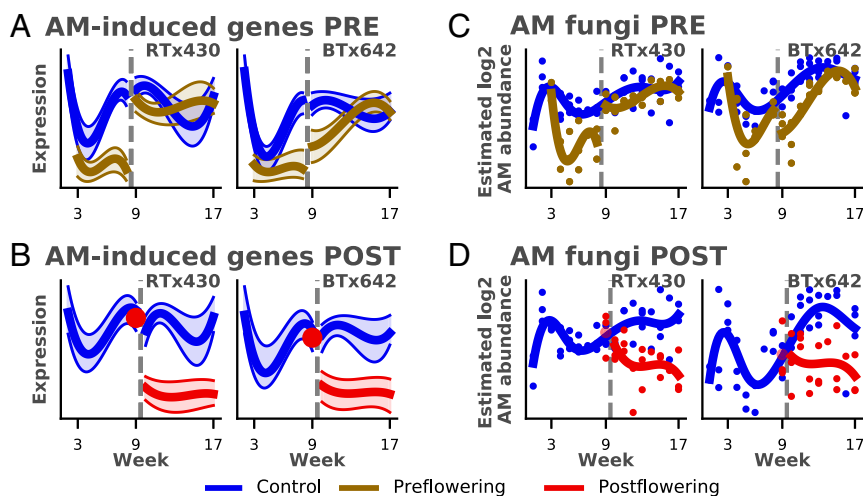 A AM-induced genes PRE
RTx430 BTx642
Expression
3 9 17 3 9 17
C AM fungi PRE
RTx430 BTx642
Estimated log2
AM abundance
3 9 17 3 9 17
B AM-induced genes POST
RTx430 BTx642
Expression
3 9 17 3 9 17
Week
D AM fungi POST
RTx430 BTx642
Estimated log2
AM abundance
3 9 17 3 9 17
Week
Control Preflowering Postflowering